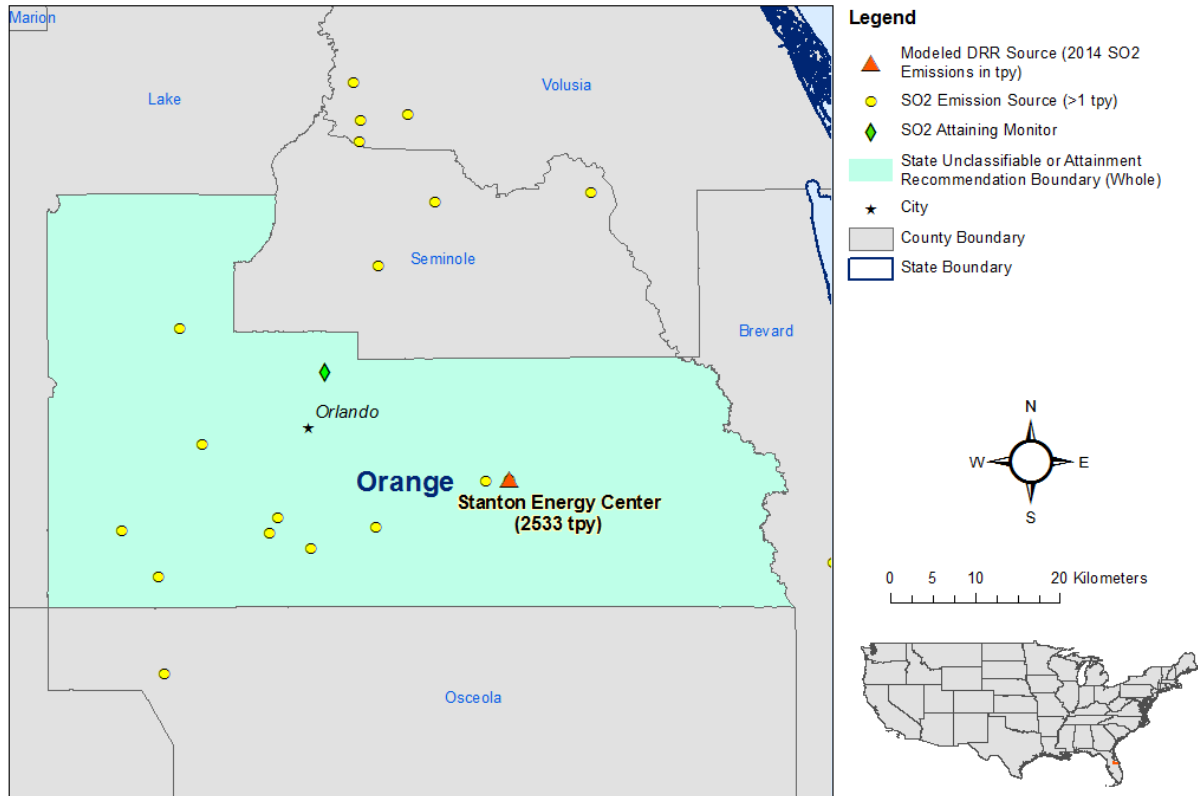 Marion
Lake
Volusia
Seminole
Brevard
Orlando
Orange
Stanton Energy Center
(2533 tpy)
Osceola
Legend
Modeled DRR Source (2014 SO2
Emissions in tpy)
SO2 Emission Source (>1 tpy)
SO2 Attaining Monitor
State Unclassifiable or Attainment
Recommendation Boundary (Whole)
City
County Boundary
State Boundary
N
W E
S
0 5 10 20 Kilometers